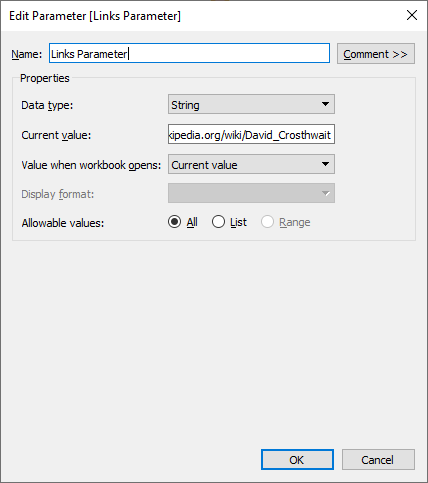 Edit Parameter [Links Parameter]
Name: Links Parameter Comment >>
Properties
Data type: String
Current value: kipedia.org/wiki/David_Crosthwait
Value when workbook opens: Current value
Display format:
Allowable values: All List Range
OK Cancel